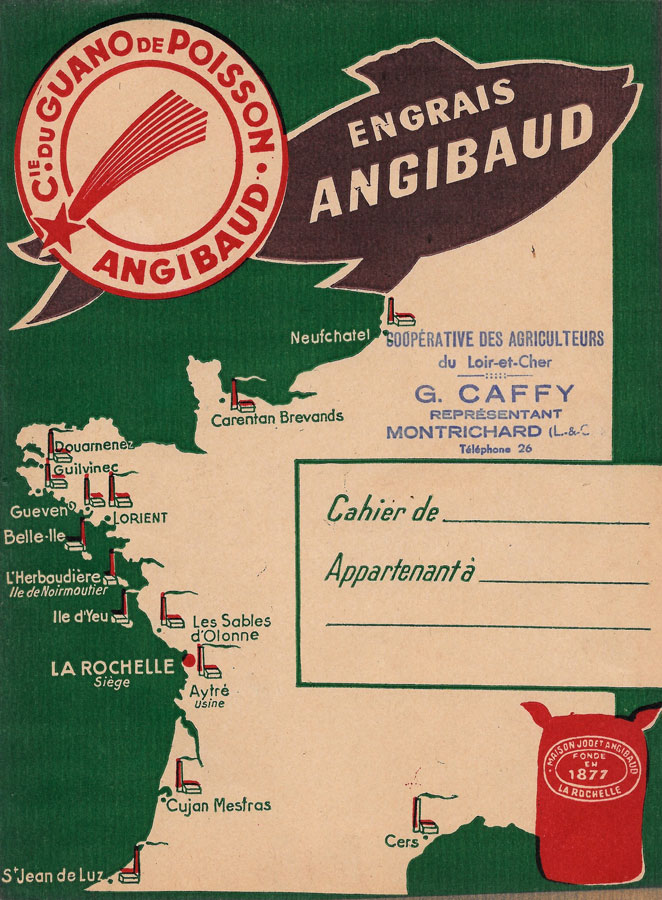 Cie DU GUANO DE POISSON
ANGIBAUD
ENGRAIS
ANGIBAUD
Neufchatel
COOPÉRATIVE DES AGRICULTEURS
du Loir-et-Cher
G. CAFFY
REPRÉSENTANT
MONTRICHARD (L.-&-C
Téléphone 26
Carentan Brevands
Douarnenez
Guilvinec
Gueven
LORIENT
Belle-Ile
L'Herbaudière
Ile de Noirmoutier
Ile d'Yeu
Les Sables
d'Olonne
LA ROCHELLE
Siège
Aytré
Usine
Cujan Mestras
Cers
St Jean de Luz
Cahier de
Appartenant à
MAISON JODET ANGIBAUD
FONDÉ
EN
1877
LA ROCHELLE